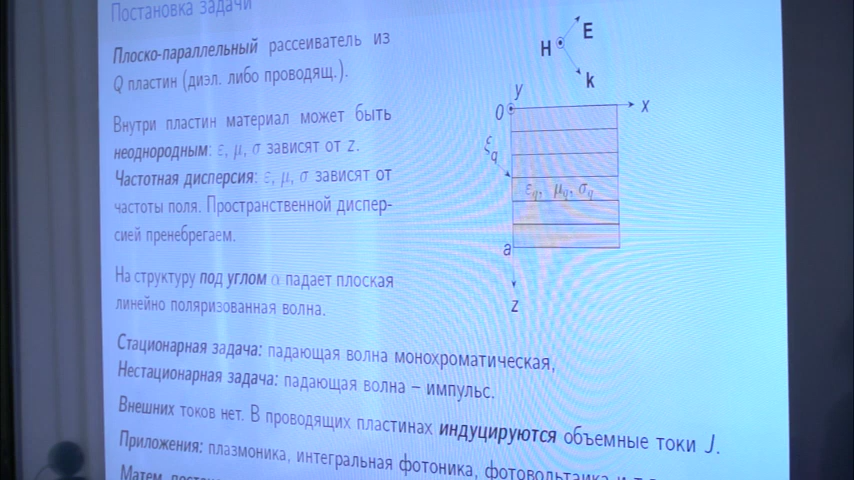 Постановка задачи
Плоско-параллельный рассеиватель из
Q пластин (диэл. либо проводящ.).
Внутри пластин материал может быть
неоднородным: ε, μ, σ зависят от z.
Частотная дисперсия: ε, μ, σ зависят от
частоты поля. Пространственной диспер-
сией пренебрегаем.
На структуру под углом α падает плоская
линейно поляризованная волна.
Стационарная задача: падающая волна монохроматическая,
Нестационарная задача: падающая волна – импульс.
Внешних токов нет. В проводящих пластинах индуцируются объемные токи J.
Приложения: плазмоника, интегральная фотоника, фотовольтаика и т.д.
Матем.
E
H
k
y
0
x
ξq
εq, μq, σq
a
z